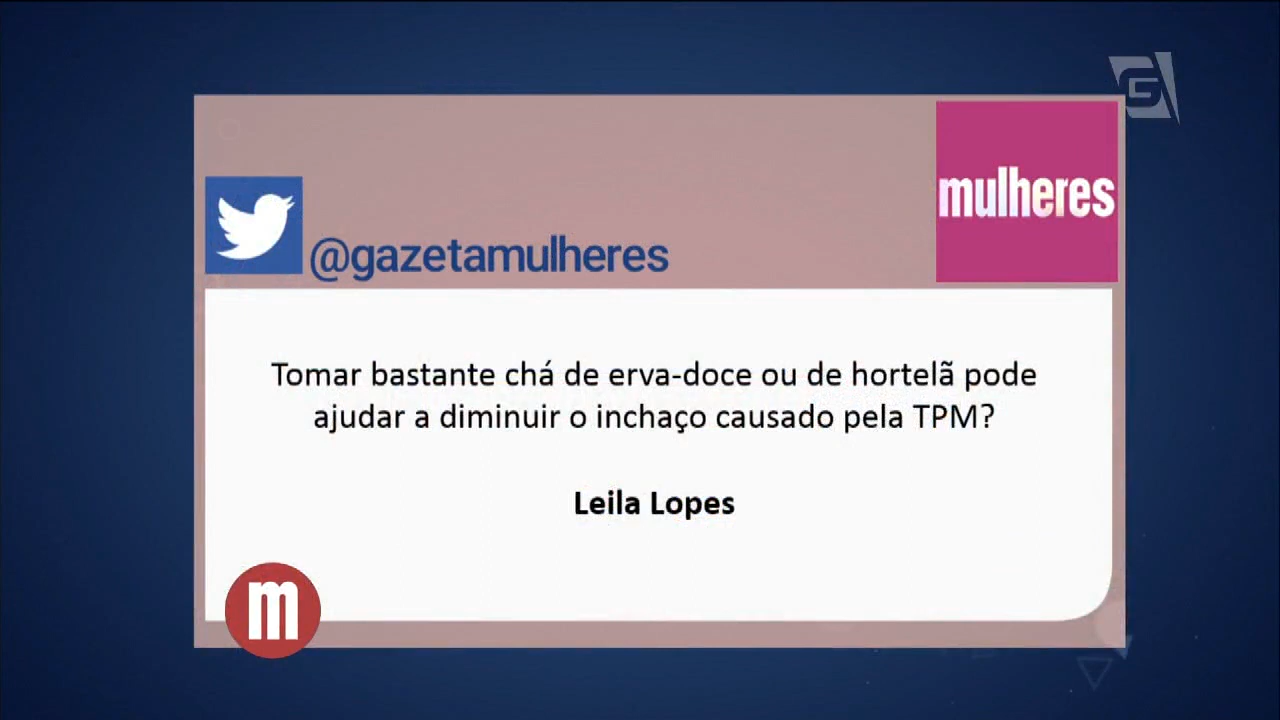 G
mulheres
@gazetamulheres
Tomar bastante chá de erva-doce ou de hortelã pode
ajudar a diminuir o inchaço causado pela TPM?
Leila Lopes
m